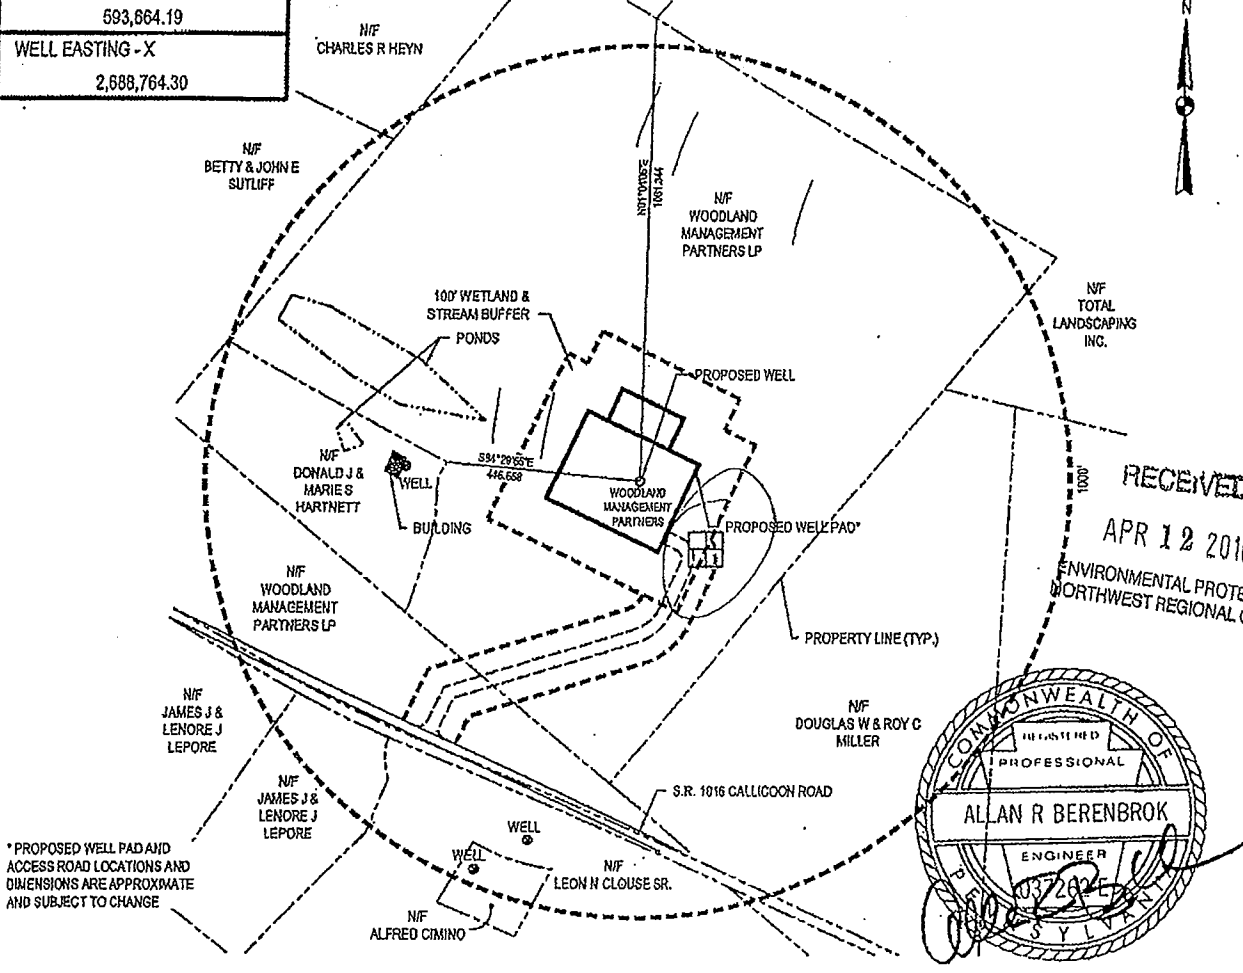 593,664.19
WELL EASTING - X
2,688,764.30
N/F
CHARLES R HEYN
N
N/F
BETTY & JOHN E
SUTLIFF
1061.344
N/F
WOODLAND
MANAGEMENT
PARTNERS LP
100' WETLAND &
STREAM BUFFER
PONDS
N/F
TOTAL
LANDSCAPING
INC.
PROPOSED WELL
N/F
DONALD J &
MARIE S
HARTNETT
WELL
BUILDING
446.658
WOODLAND
MANAGEMENT
PARTNERS
PROPOSED WELL PAD*
1000'
RECEIVED
APR 12 201
ENVIRONMENTAL PROTE
NORTHWEST REGIONAL
N/F
WOODLAND
MANAGEMENT
PARTNERS LP
PROPERTY LINE (TYP.)
N/F
JAMES J &
LENORE J
LEPORE
N/F
DOUGLAS W & ROY C
MILLER
N/F
JAMES J &
LENORE J
LEPORE
S.R. 1016 CALLICOON ROAD
WELL
WELL
N/F
LEON N CLOUSE SR.
N/F
ALFRED CIMINO
*PROPOSED WELL PAD AND
ACCESS ROAD LOCATIONS AND
DIMENSIONS ARE APPROXIMATE
AND SUBJECT TO CHANGE
COMMONWEALTH OF
REGISTERED
PROFESSIONAL
ALLAN R BERENBROK
ENGINEER
PENNSYLVANIA